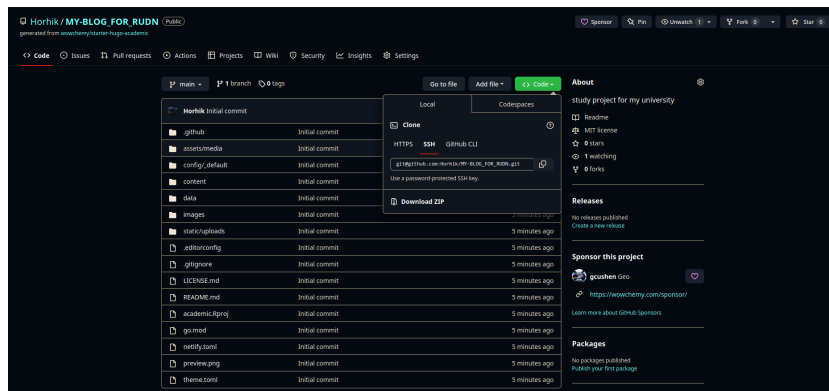 Horhik / MY-BLOG_FOR_RUDN Public
generated from wowchemy/starter-hugo-academic
Sponsor Pin Unwatch 1 Fork 0 Star 0
Code Issues Pull requests Actions Projects Wiki Security Insights Settings
main 1 branch 0 tags Go to file Add file Code
Horhik Initial commit
.github Initial commit
assets/media Initial commit
config/_default Initial commit
content Initial commit
data Initial commit
images Initial commit 5 minutes ago
static/uploads Initial commit 5 minutes ago
.editorconfig Initial commit 5 minutes ago
.gitignore Initial commit 5 minutes ago
LICENSE.md Initial commit 5 minutes ago
README.md Initial commit 5 minutes ago
academic.Rproj Initial commit 5 minutes ago
go.mod Initial commit 5 minutes ago
netlify.toml Initial commit 5 minutes ago
preview.png Initial commit 5 minutes ago
theme.toml Initial commit 5 minutes ago
Local Codespaces
Clone
HTTPS SSH GitHub CLI
git@github.com:Horhik/MY-BLOG_FOR_RUDN.git
Use a password-protected SSH key.
Download ZIP
About
study project for my university
Readme
MIT license
0 stars
1 watching
0 forks
Releases
No releases published
Create a new release
Sponsor this project
gcushen Geo
https://wowchemy.com/sponsor/
Learn more about GitHub Sponsors
Packages
No packages published
Publish your first package